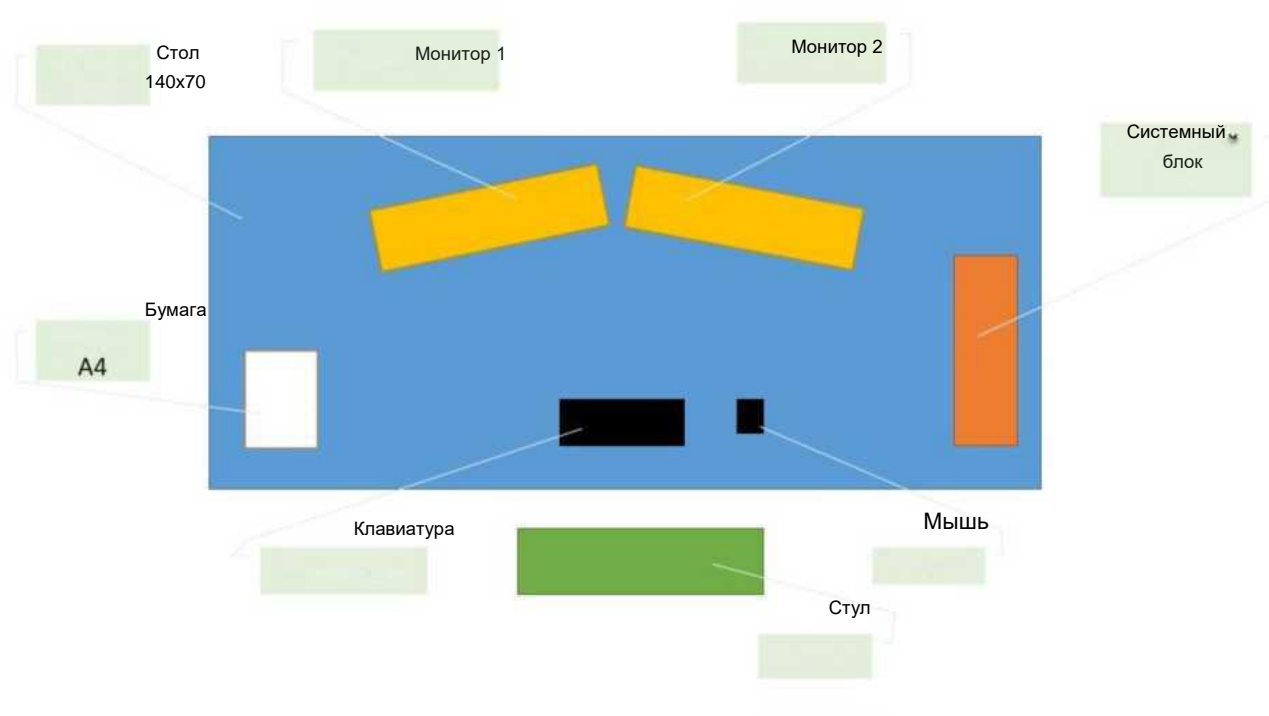 Стол
140х70
Монитор 1
Монитор 2
Системный
блок
Бумага
А4
Клавиатура
Мышь
Стул